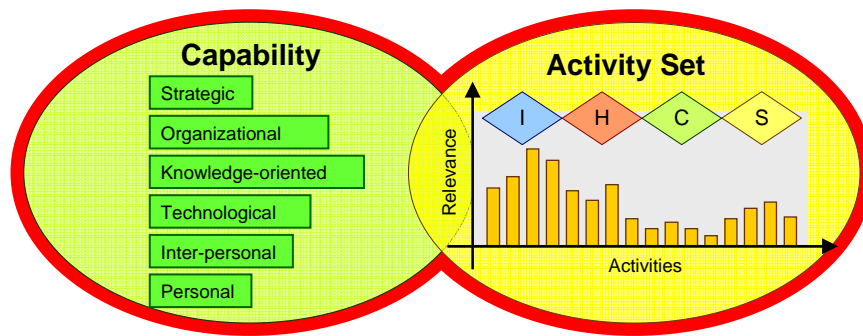 Capability
Strategic
Organizational
Knowledge-oriented
Technological
Inter-personal
Personal
Activity Set
I H C S
Relevance
Activities